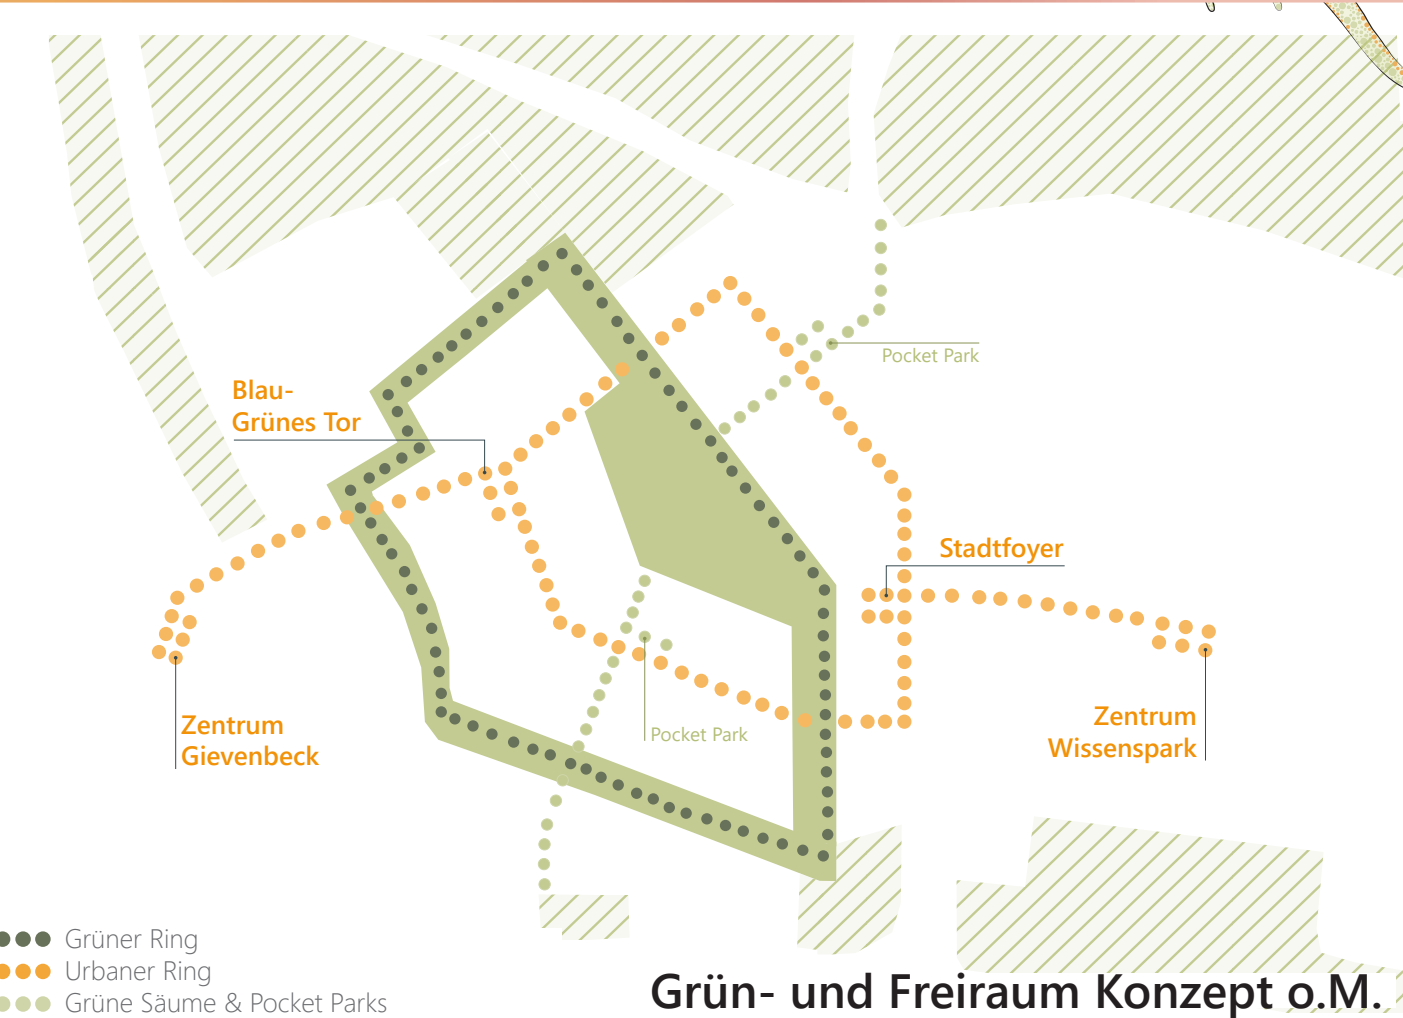 Pocket Park
Blau-
Grünes Tor
Stadtfoyer
Zentrum
Gievenbeck
Pocket Park
Zentrum
Wissenspark
Grüner Ring
Urbaner Ring
Grüne Säume & Pocket Parks
Grün- und Freiraum Konzept o.M.